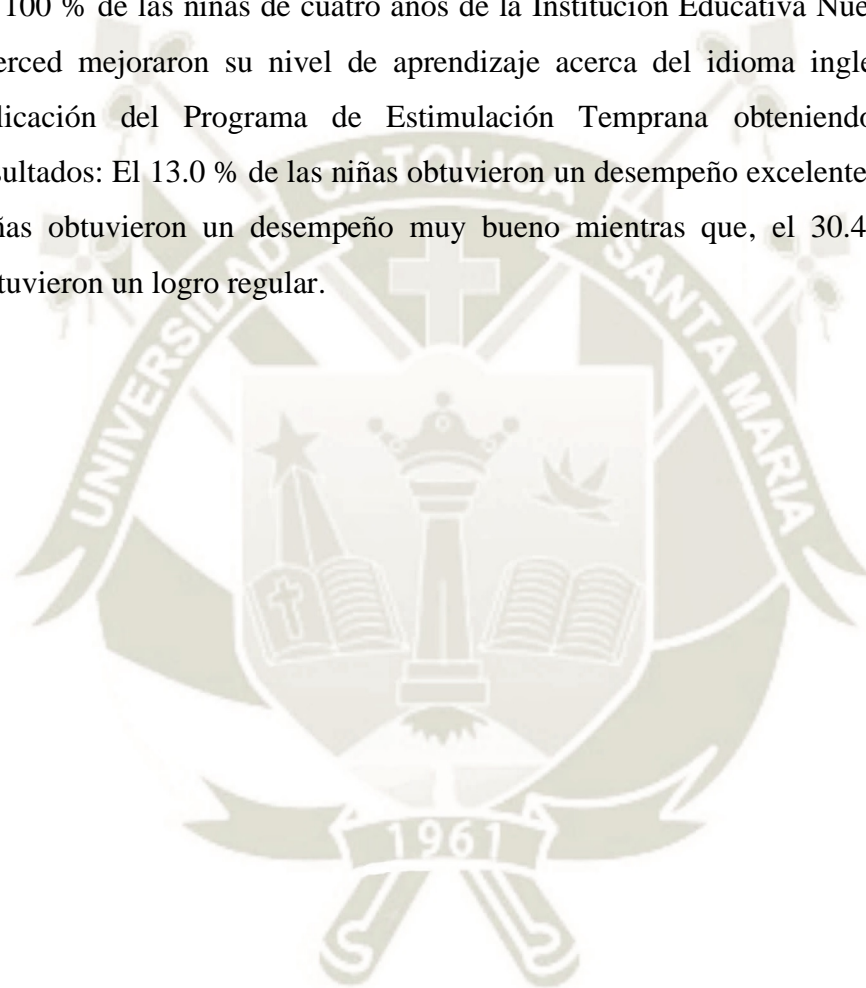 100 % de las niñas de cuatro años de la Institución Educativa Nue
erced mejoraron su nivel de aprendizaje acerca del idioma ingle
licación del Programa de Estimulación Temprana obteniendo
sultados: El 13.0 % de las niñas obtuvieron un desempeño excelente
ñas obtuvieron un desempeño muy bueno mientras que, el 30.4
tuvieron un logro regular.
UNIVERSIDAD CATOLICA SANTA MARIA
1961
S S